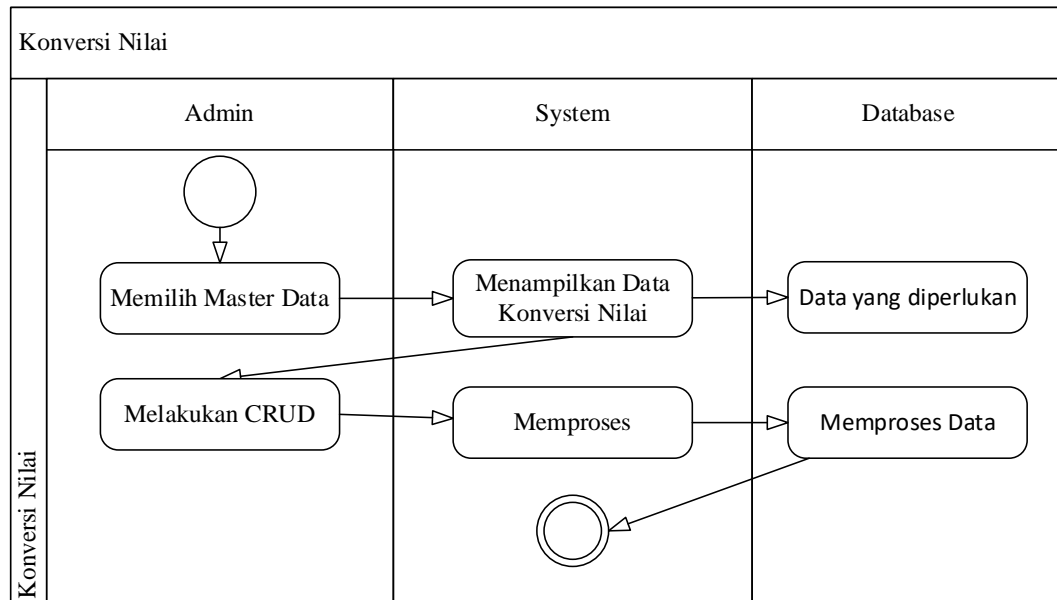 Konversi Nilai
Admin
System
Database
Memilih Master Data
Menampilkan Data
Konversi Nilai
Data yang diperlukan
Melakukan CRUD
Memproses
Memproses Data
Konversi Nilai